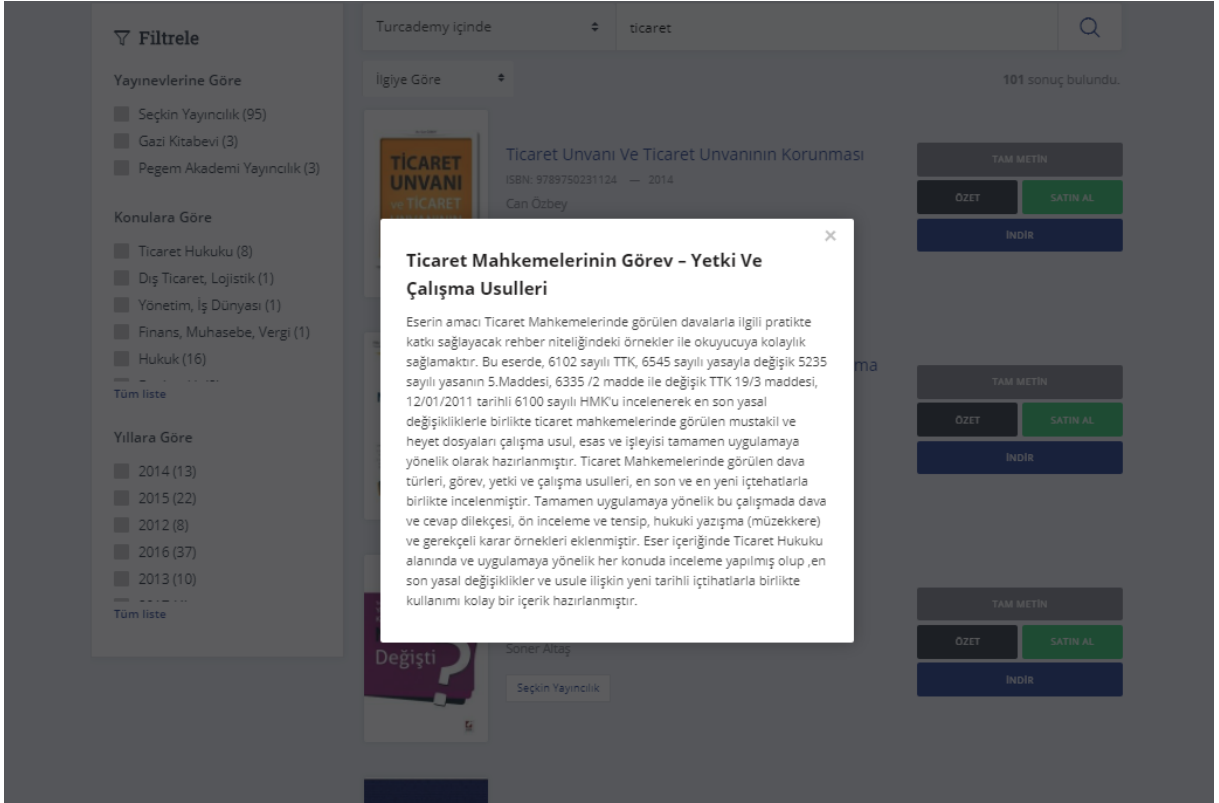 Filtrele
Yayınevlerine Göre
Seçkin Yayıncılık (95)
Gazi Kitabevi (3)
Pegem Akademi Yayıncılık (3)
Konulara Göre
Ticaret Hukuku (8)
Dış Ticaret, Lojistik (1)
Yönetim, İş Dünyası (1)
Finans, Muhasebe, Vergi (1)
Hukuk (16)
Tüm liste
Yıllara Göre
2014 (13)
2015 (22)
2012 (8)
2016 (37)
2013 (10)
Tüm liste
Turcademy içinde
ticaret
İlgiye Göre
101 sonuç bulundu.
TİCARET
UNVANI
ve TİCARET
Ticaret Unvanı Ve Ticaret Unvanının Korunması
ISBN: 9789750231124 — 2014
Can Özbey
TAM METİN
ÖZET
SATIN AL
İNDİR
Ticaret Mahkemelerinin Görev – Yetki Ve
Çalışma Usulleri
Eserin amacı Ticaret Mahkemelerinde görülen davalarla ilgili pratikte
katkı sağlayacak rehber niteliğindeki örnekler ile okuyucuya kolaylık
sağlamaktır. Bu eserde, 6102 sayılı TTK, 6545 sayılı yasayla değişik 5235
sayılı yasanın 5.Maddesi, 6335 /2 madde ile değişik TTK 19/3 maddesi,
12/01/2011 tarihli 6100 sayılı HMK'u incelenerek en son yasal
değişikliklerle birlikte ticaret mahkemelerinde görülen mustakil ve
heyet dosyaları çalışma usul, esas ve işleyisi tamamen uygulamaya
yönelik olarak hazırlanmıştır. Ticaret Mahkemelerinde görülen dava
türleri, görev, yetki ve çalışma usulleri, en son ve en yeni içtehatlarla
birlikte incelenmiştir. Tamamen uygulamaya yönelik bu çalışmada dava
ve cevap dilekçesi, ön inceleme ve tensip, hukuki yazışma (müzekkere)
ve gerekçeli karar örnekleri eklenmiştir. Eser içeriğinde Ticaret Hukuku
alanında ve uygulamaya yönelik her konuda inceleme yapılmış olup ,en
son yasal değişiklikler ve usule ilişkin yeni tarihli içtihatlarla birlikte
kullanımı kolay bir içerik hazırlanmıştır.
ma
TAM METİN
ÖZET
SATIN AL
İNDİR
Değişti
?
Soner Altaş
Seçkin Yayıncılık
TAM METİN
ÖZET
SATIN AL
İNDİR